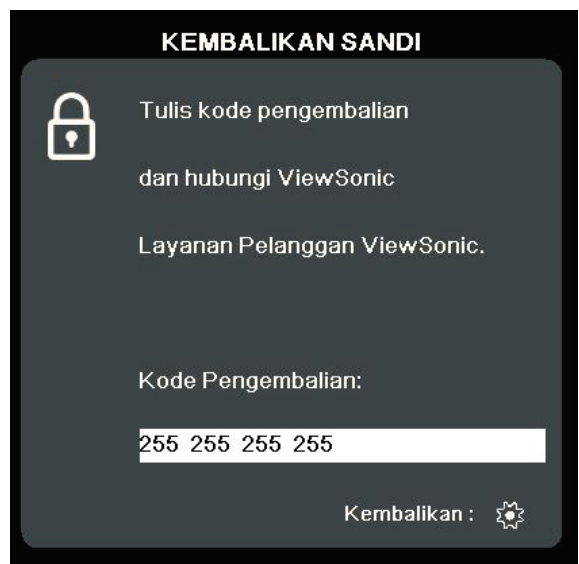 KEMBALIKAN SANDI
Tulis kode pengembalian
dan hubungi ViewSonic
Layanan Pelanggan ViewSonic.
Kode Pengembalian:
255 255 255 255
Kembalikan :